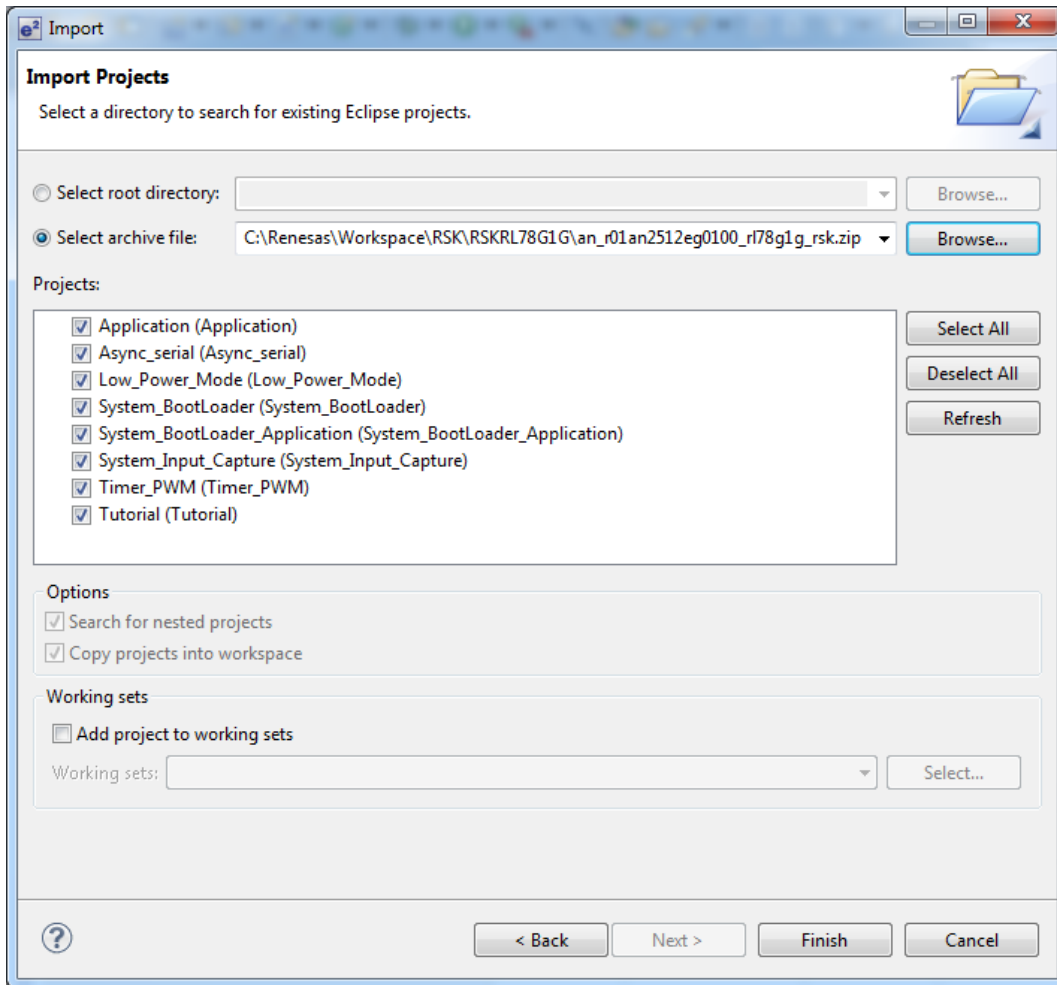 e² Import
Import Projects
Select a directory to search for existing Eclipse projects.
Select root directory: Browse...
Select archive file: C:\Renesas\Workspace\RSK\RSKRL78G1G\an_r01an2512eg0100_rl78g1g_rsk.zip Browse...
Projects:
Application (Application)
Async_serial (Async_serial)
Low_Power_Mode (Low_Power_Mode)
System_BootLoader (System_BootLoader)
System_BootLoader_Application (System_BootLoader_Application)
System_Input_Capture (System_Input_Capture)
Timer_PWM (Timer_PWM)
Tutorial (Tutorial)
Select All
Deselect All
Refresh
Options
Search for nested projects
Copy projects into workspace
Working sets
Add project to working sets
Working sets: Select...
? < Back Next > Finish Cancel